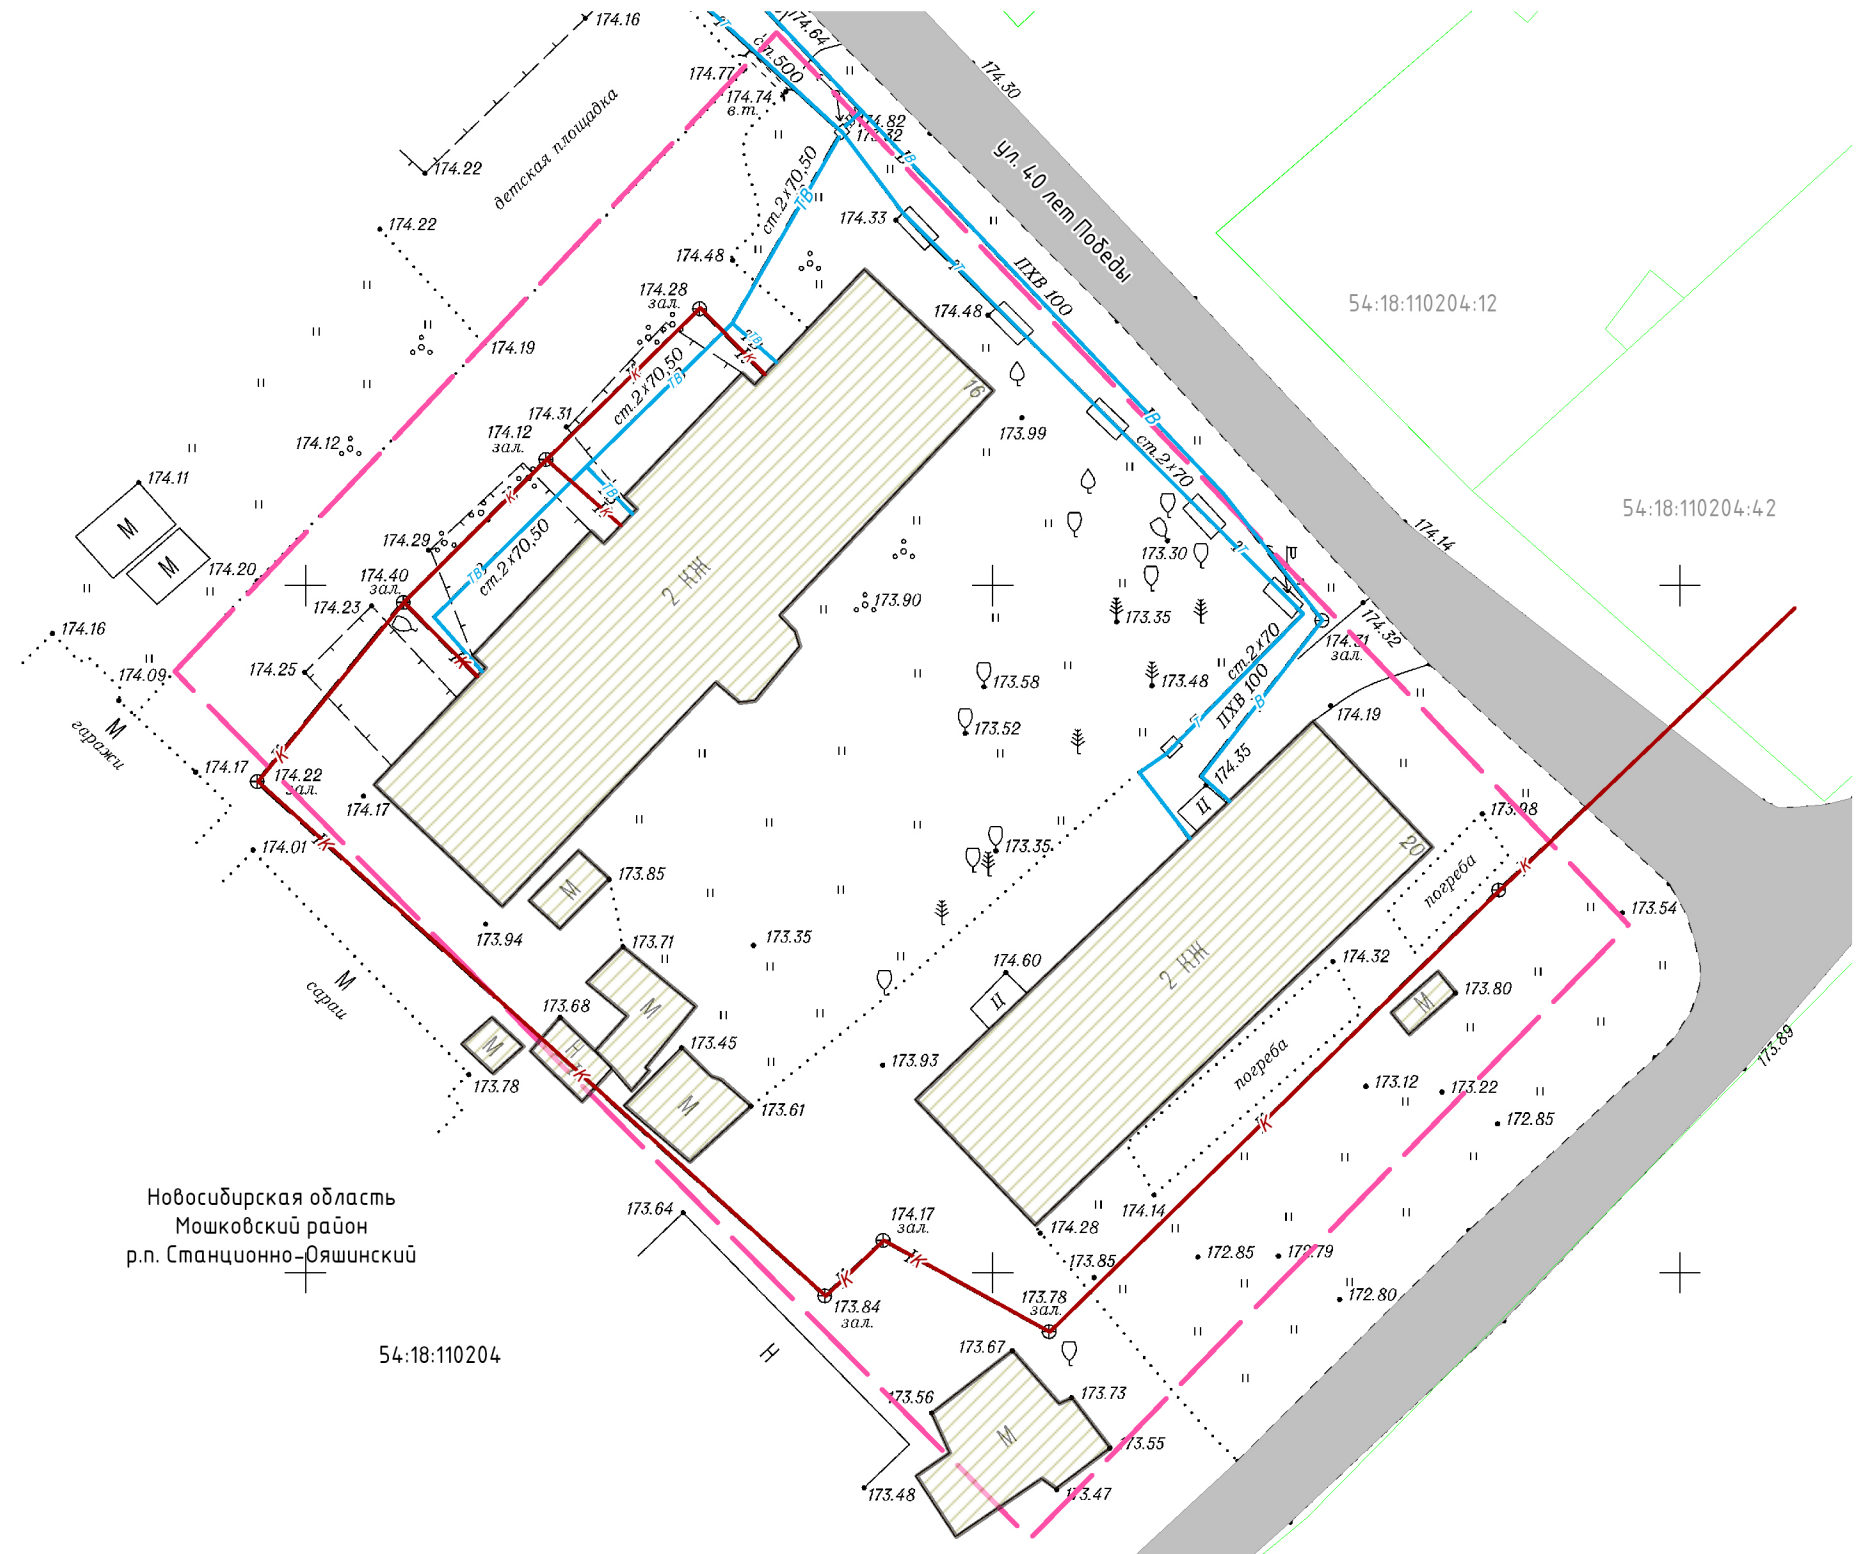 174.16
174.64
ст.500
174.77
174.30
174.74
в.т.
174.82
173.32
детская площадка
174.22
ул. 40 лет Победы
ст.2х70,50
ТВ
174.33
174.22
174.48
ПХВ 100
174.28
зал.
174.48
54:18:110204:12
174.19
ст.2х70,50
ТВ
К
ТВ
К
16
В
Т
В
174.31
174.12
зал.
174.12
173.99
ст.2х70
174.11
54:18:110204:42
М
М
К
ТВ
К
174.29
ст.2х70,50
ТВ
174.14
173.30
Т
174.20
174.40
зал.
174.23
2 КЖ
173.90
173.35
174.32
174.16
174.31
зал.
ст.2х70
174.09
174.25
К
173.58
173.48
ПХВ 100
В
Т
М
гаражи
173.52
174.19
К
174.17
174.22
зал.
174.35
174.17
Ц
173.98
174.01
К
173.35
20
погреба
К
М
173.85
173.54
173.94
173.71
173.35
174.32
М
сараи
174.60
Ц
2 КЖ
173.80
М
М
173.68
Н
173.45
М
К
173.78
173.93
погреба
173.89
173.12
173.22
М
173.61
К
172.85
Новосибирская область
Мошковский район
р.п. Станционно-Ояшинский
173.64
174.17
зал.
174.14
174.28
К
К
173.85
172.85
172.79
173.84
зал.
173.78
зал.
172.80
54:18:110204
Н
173.67
173.56
173.73
М
173.55
173.48
173.47